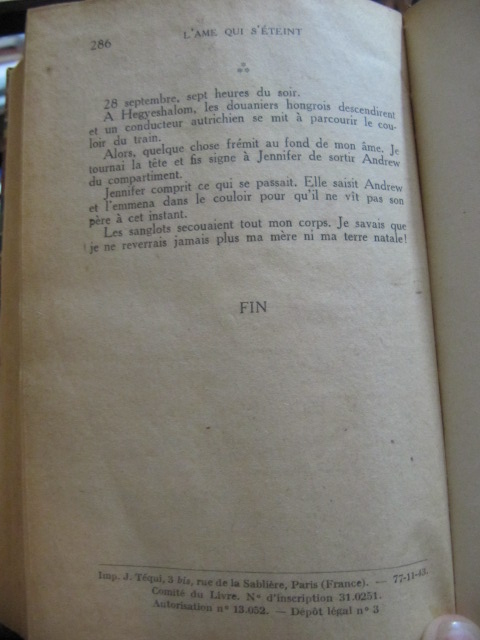 286
L'AME QUI S'ÉTEINT
28 septembre, sept heures du soir.
A Hegyeshalom, les douaniers hongrois descendirent
et un conducteur autrichien se mit à parcourir le cou-
loir du train.
Alors, quelque chose frémit au fond de mon âme. Je
tournai la tête et fis signe à Jennifer de sortir Andrew
du compartiment.
Jennifer comprit ce qui se passait. Elle saisit Andrew
et l'emmena dans le couloir pour qu'il ne vît pas son
père à cet instant.
Les sanglots secouaient tout mon corps. Je savais que
je ne reverrais jamais plus ma mère ni ma terre natale!
FIN
Imp. J. Téqui, 3 bis, rue de la Sablière, Paris (France). — 77-11-43.
Comité du Livre. N° d'inscription 31.0251.
Autorisation n° 13.052. — Dépôt légal n° 3